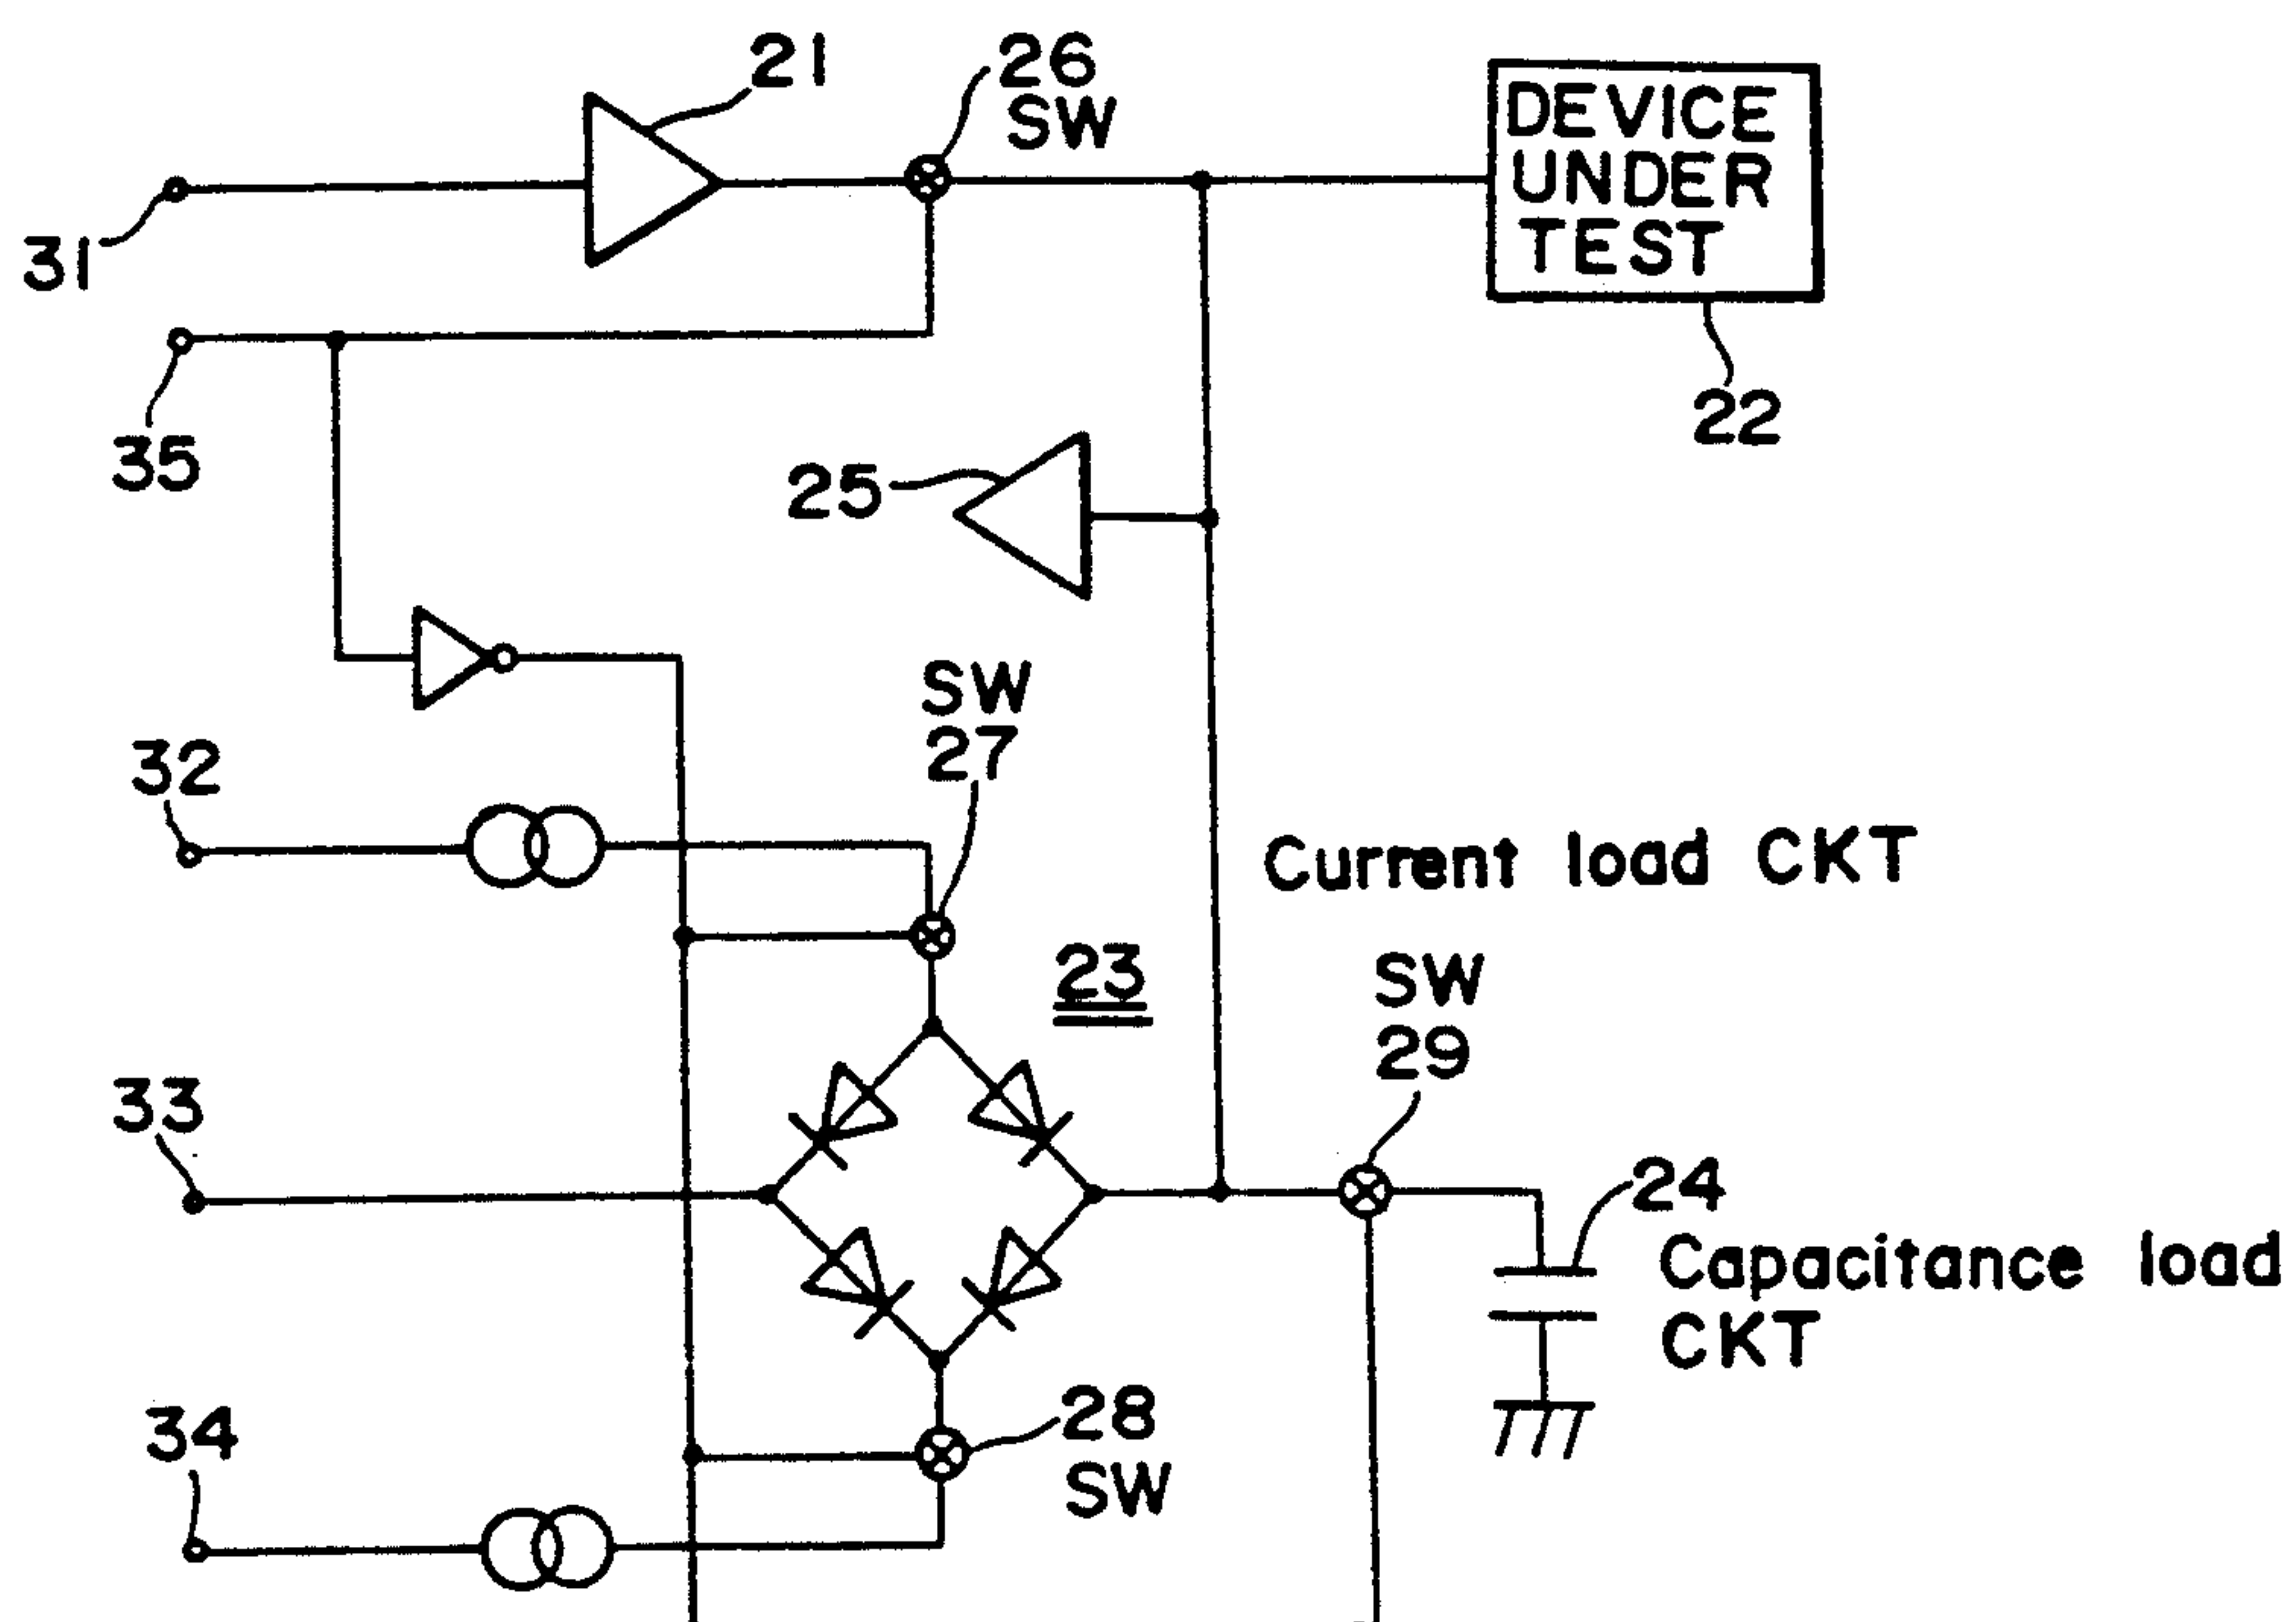 21
26
SW
DEVICE
UNDER
TEST
31
35
22
25
SW
27
32
Current load CKT
23
SW
29
33
24
Capacitance load
CKT
28
SW
34